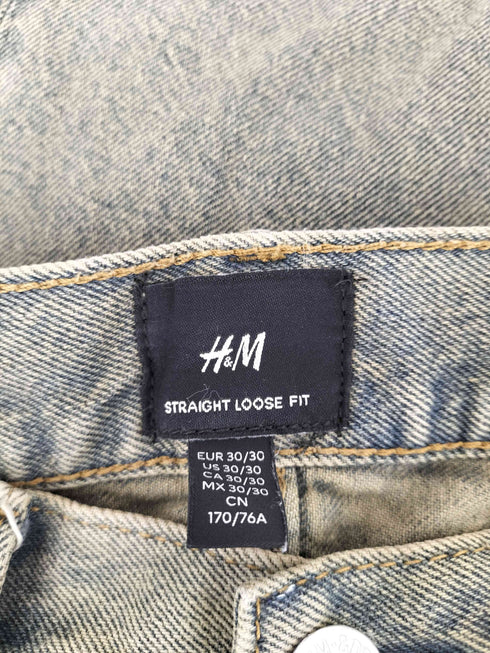 H&M
STRAIGHT LOOSE FIT
EUR 30/30
US 30/30
CA 30/30
MX 30/30
CN
170/76A